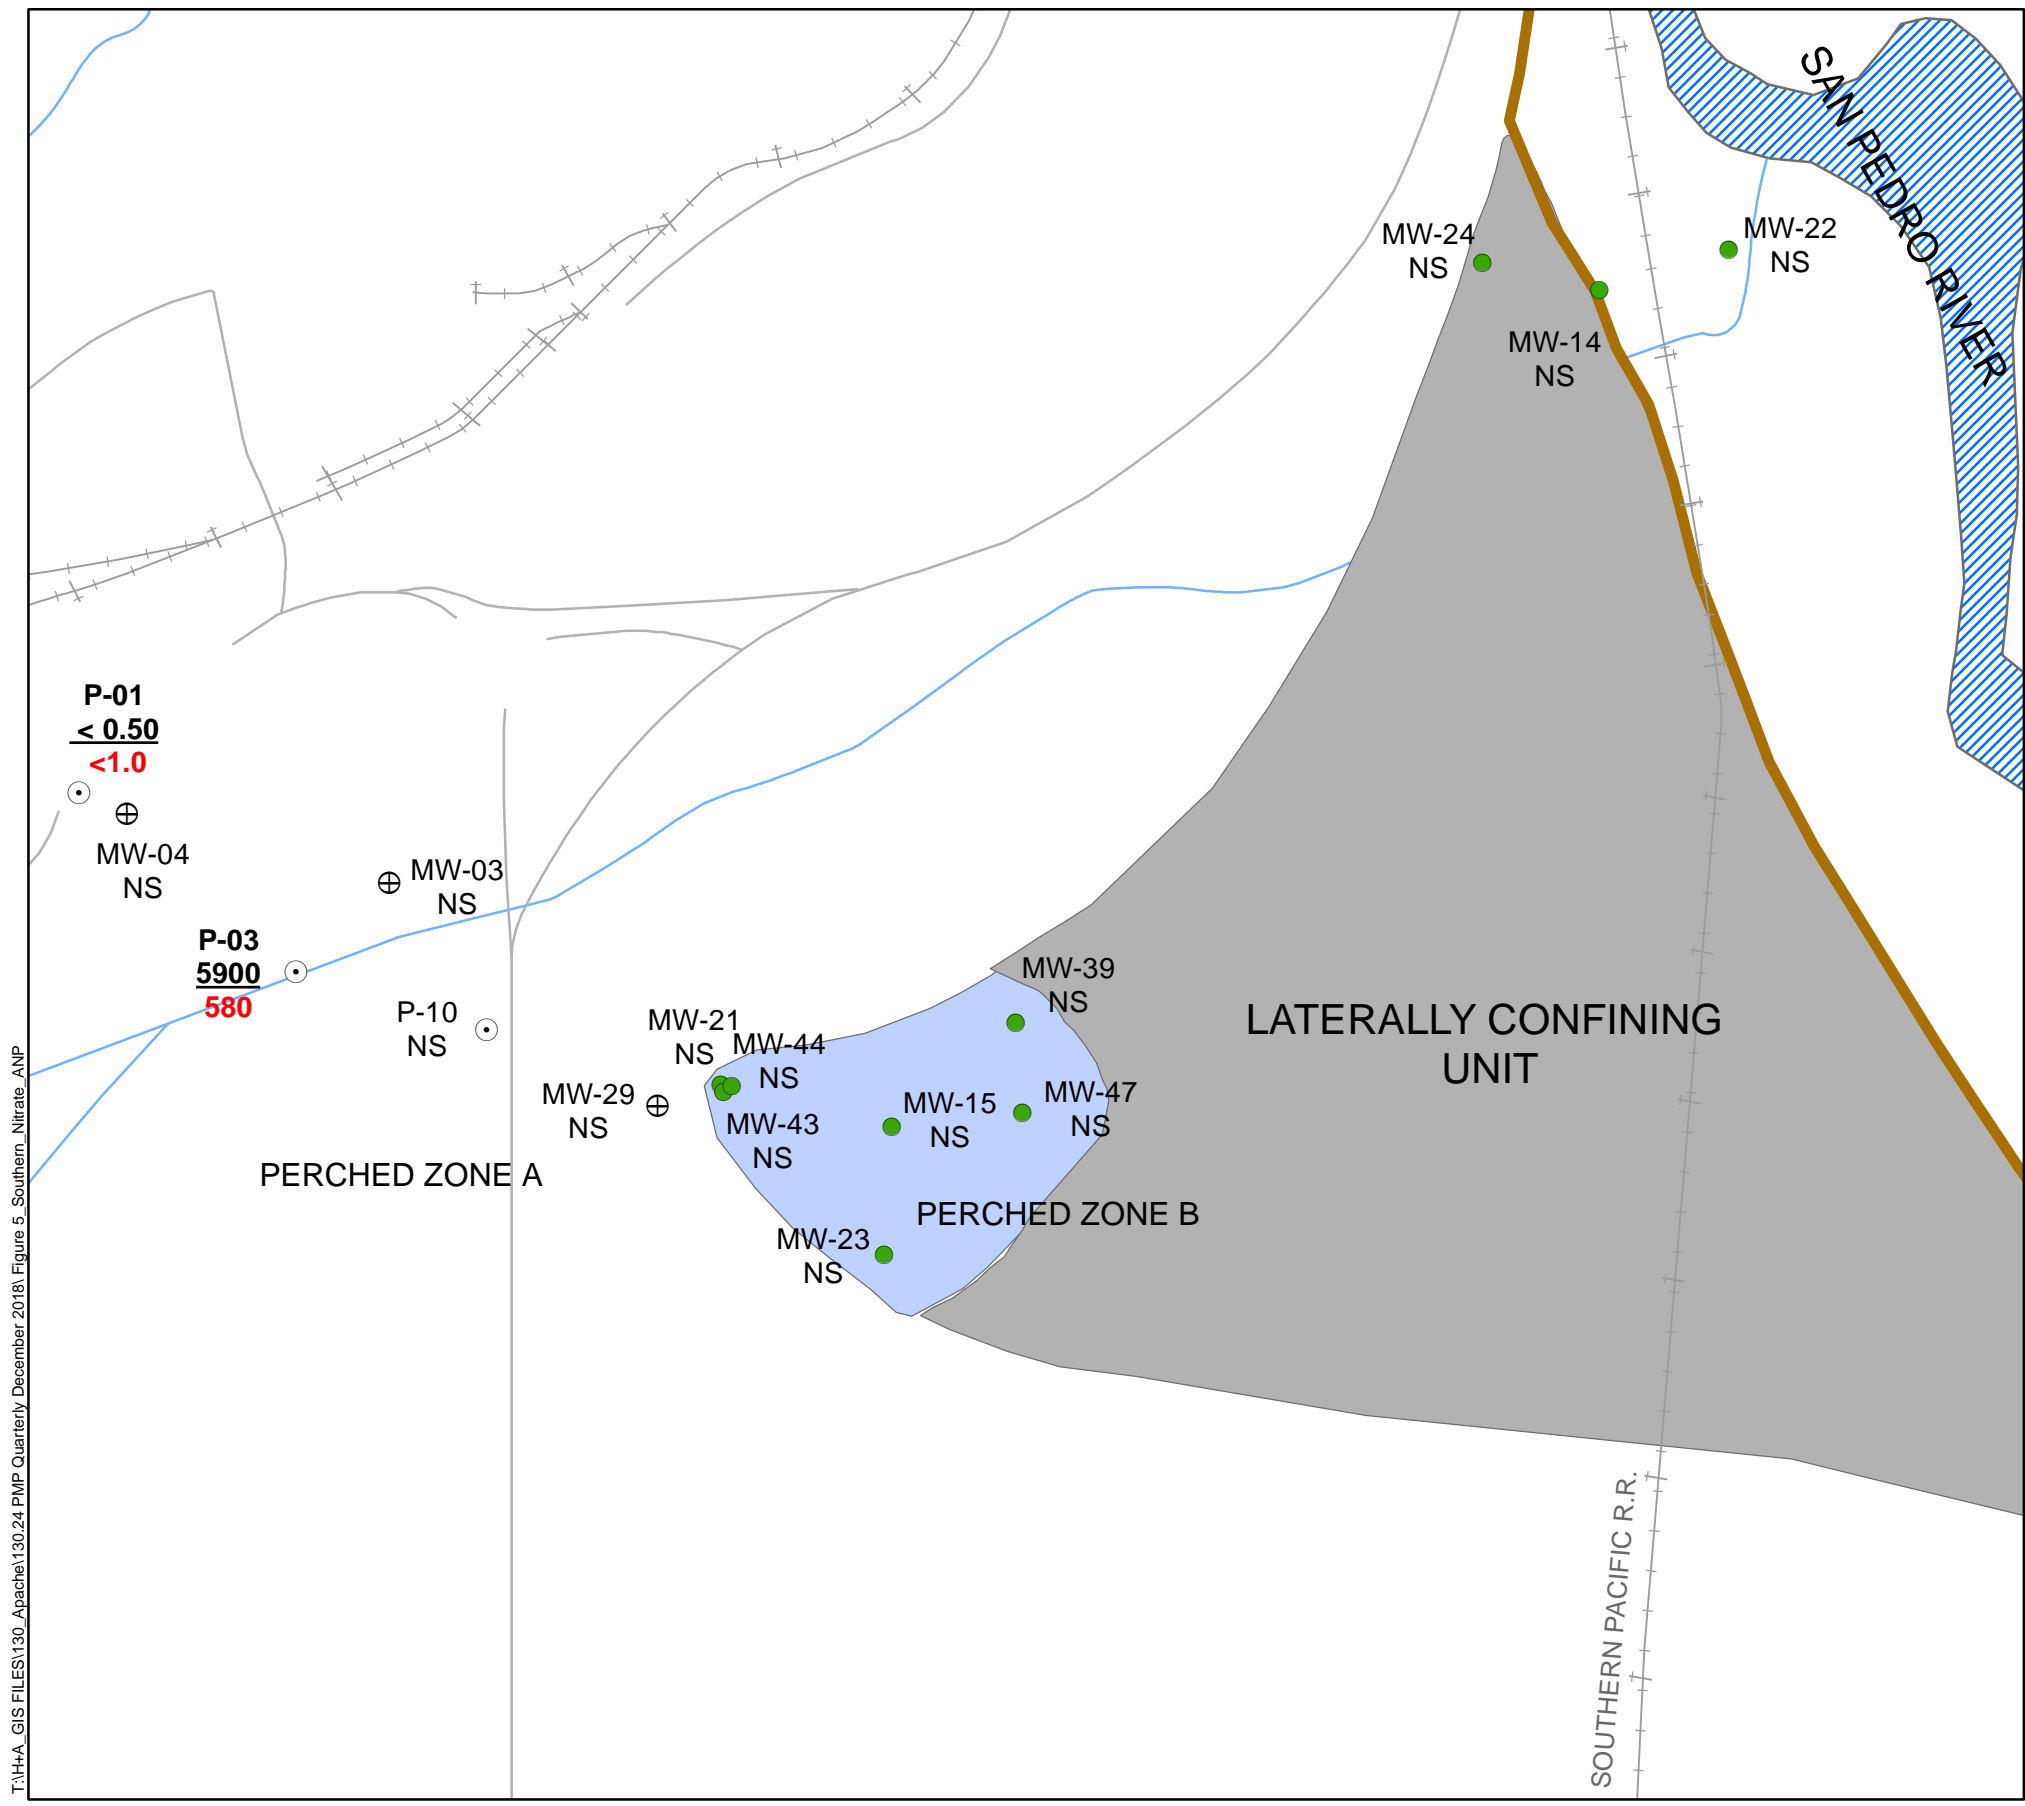 SAN PEDRO RIVER
MW-24
NS
MW-22
NS
MW-14
NS
P-01
< 0.50
<1.0
MW-04
NS
MW-03
NS
P-03
5900
580
P-10
NS
MW-39
NS
MW-21
NS
MW-44
NS
LATERALLY CONFINING
UNIT
MW-29
NS
MW-43
NS
MW-15
NS
MW-47
NS
PERCHED ZONE A
PERCHED ZONE B
MW-23
NS
SOUTHERN PACIFIC R.R.
T:\H+A_GIS FILES\130_Apache\130.24 PMP Quarterly December 2018\ Figure 5_Southern_Nitrate_ANP